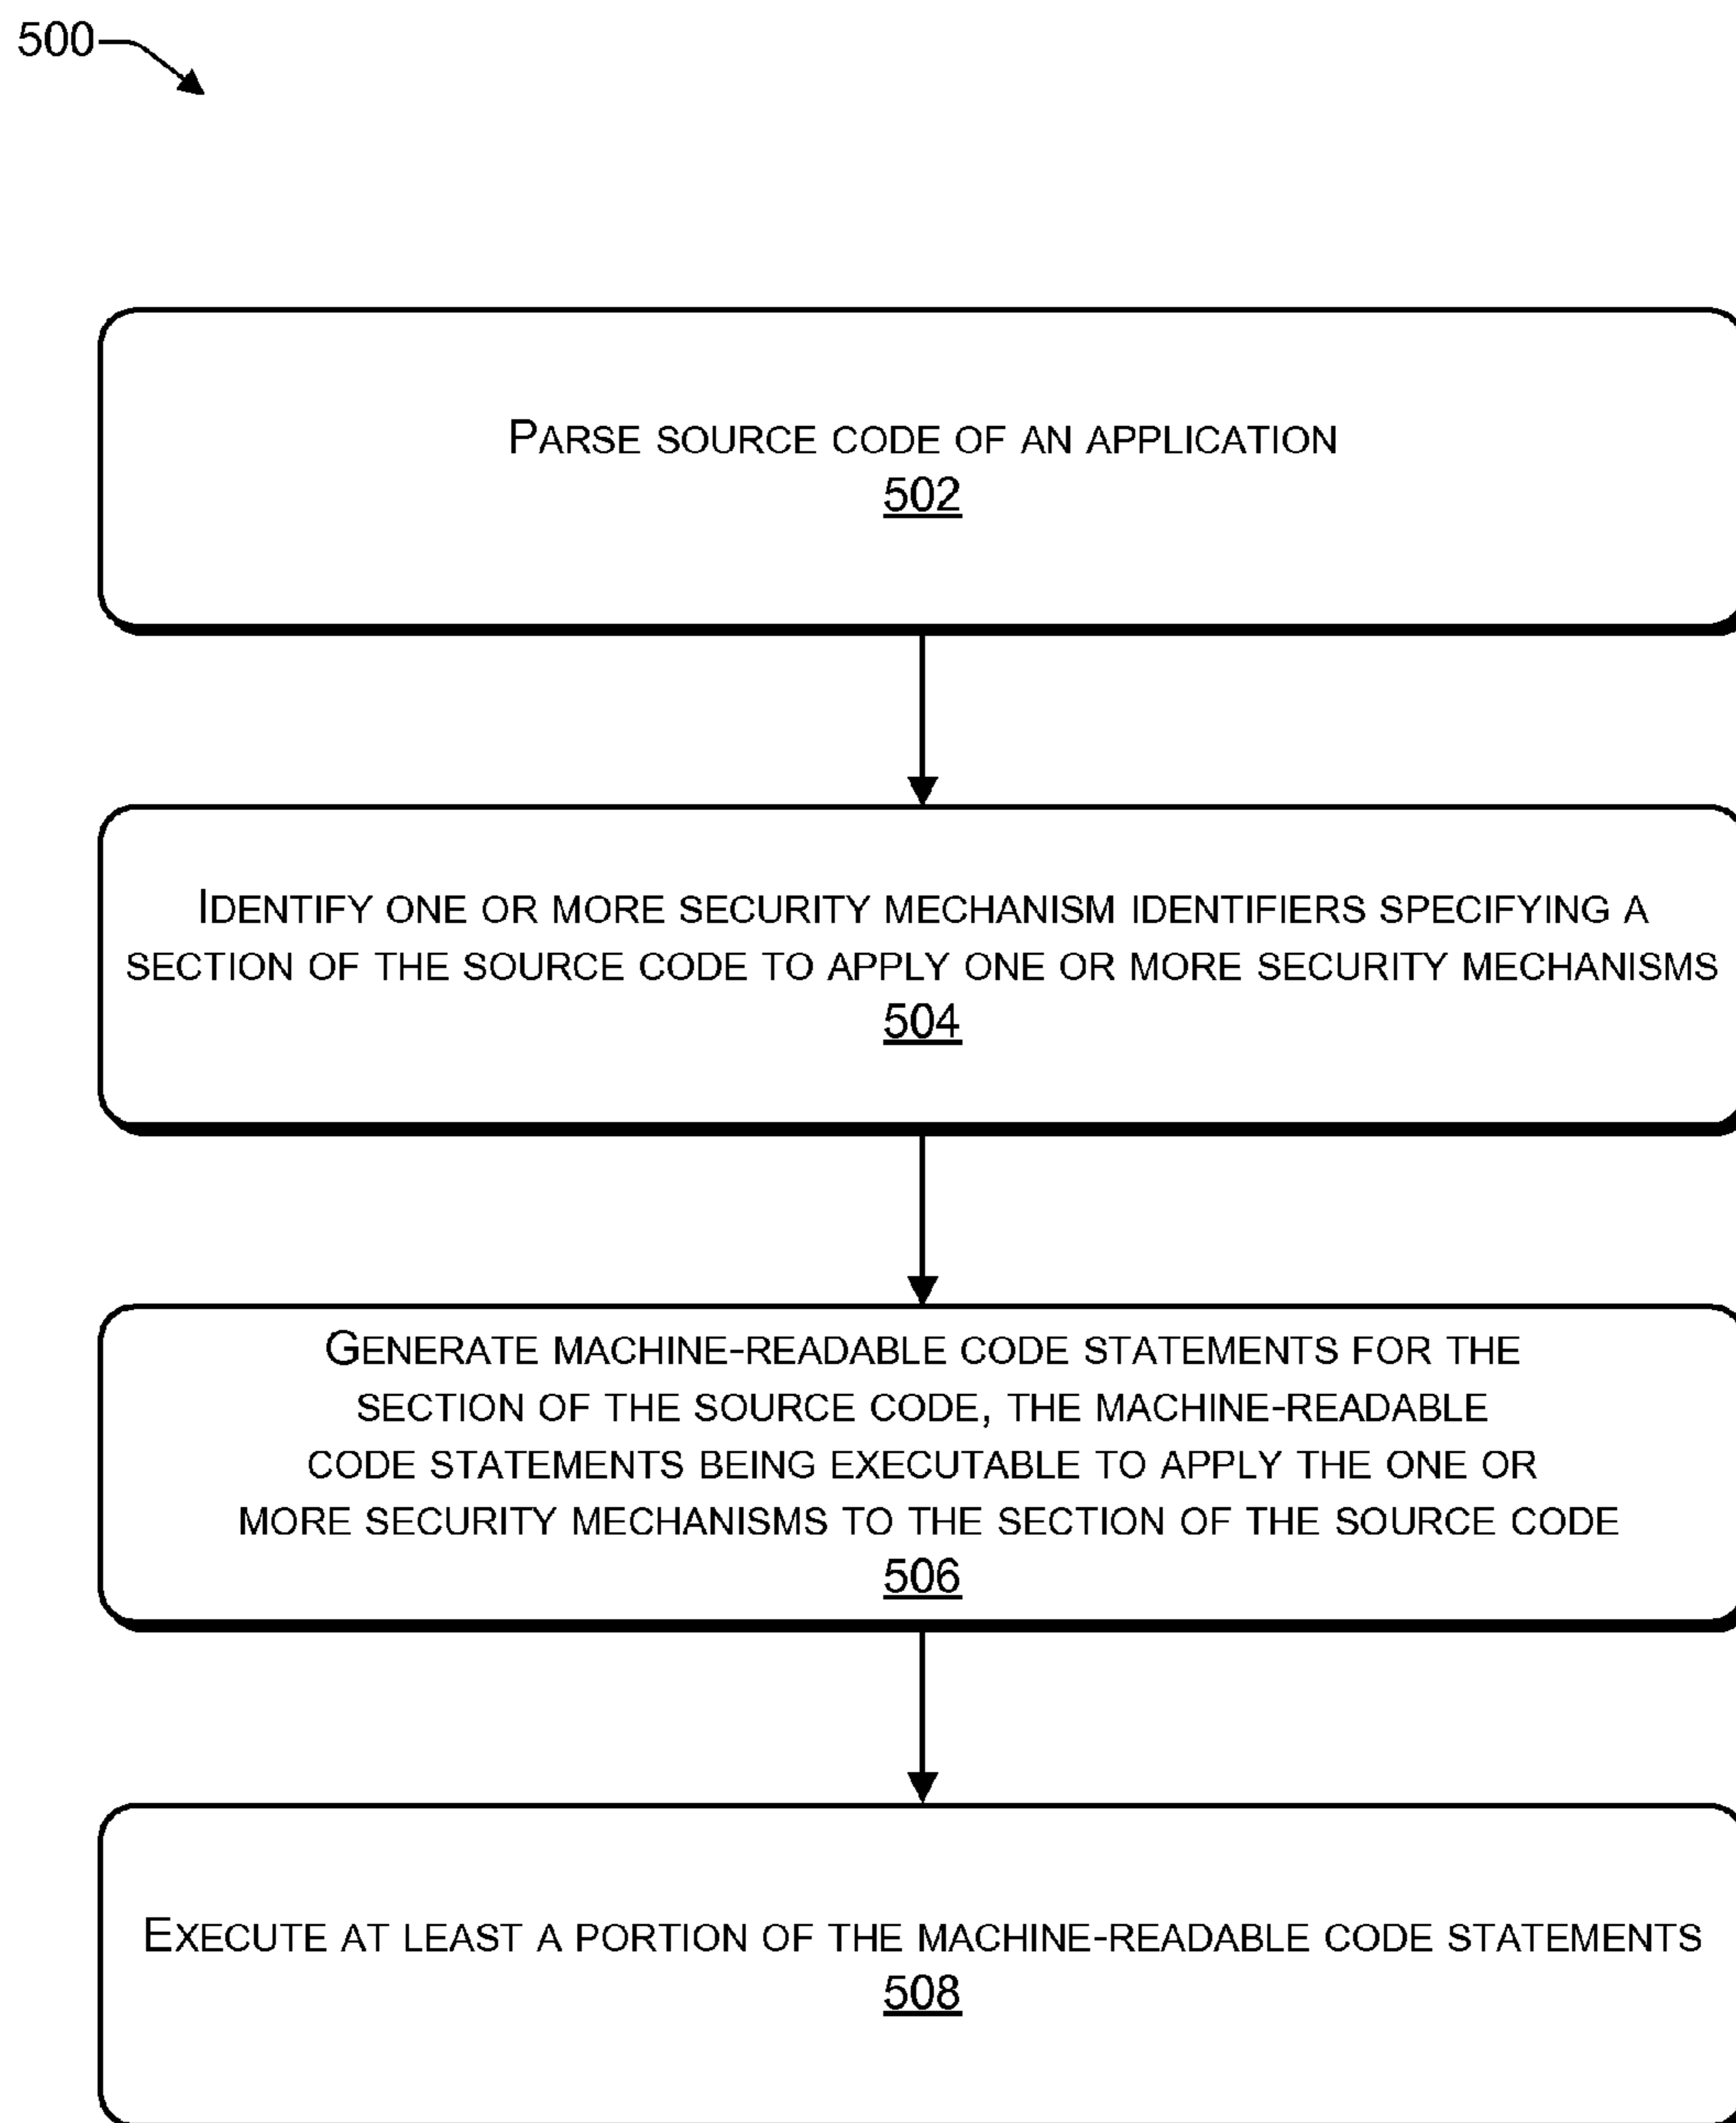 500
PARSE SOURCE CODE OF AN APPLICATION
502
IDENTIFY ONE OR MORE SECURITY MECHANISM IDENTIFIERS SPECIFYING A
SECTION OF THE SOURCE CODE TO APPLY ONE OR MORE SECURITY MECHANISMS
504
GENERATE MACHINE-READABLE CODE STATEMENTS FOR THE
SECTION OF THE SOURCE CODE, THE MACHINE-READABLE
CODE STATEMENTS BEING EXECUTABLE TO APPLY THE ONE OR
MORE SECURITY MECHANISMS TO THE SECTION OF THE SOURCE CODE
506
EXECUTE AT LEAST A PORTION OF THE MACHINE-READABLE CODE STATEMENTS
508